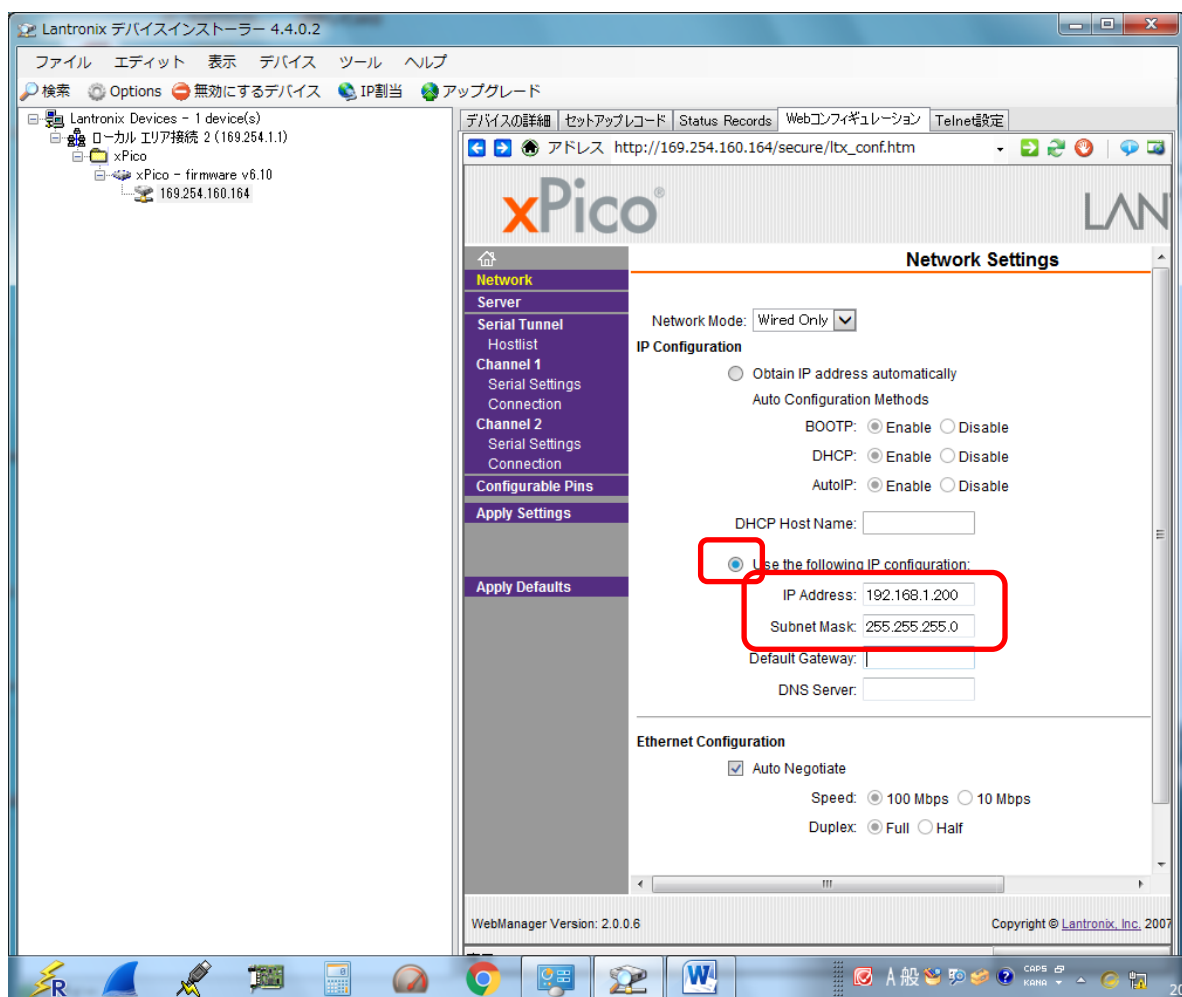 Lantronix デバイスインストーラー 4.4.0.2
ファイル エディット 表示 デバイス ツール ヘルプ
検索 Options 無効にするデバイス IP割当 アップグレード
Lantronix Devices - 1 device(s)
ローカル エリア接続 2 (169.254.1.1)
xPico
xPico - firmware v6.10
169.254.160.164
デバイスの詳細 セットアップレコード Status Records Webコンフィギュレーション Telnet設定
アドレス http://169.254.160.164/secure/ltx_conf.htm
xPico® LANT
Network
Server
Serial Tunnel
Hostlist
Channel 1
Serial Settings
Connection
Channel 2
Serial Settings
Connection
Configurable Pins
Apply Settings
Apply Defaults
Network Settings
Network Mode: Wired Only
IP Configuration
Obtain IP address automatically
Auto Configuration Methods
BOOTP: Enable Disable
DHCP: Enable Disable
AutoIP: Enable Disable
DHCP Host Name:
Use the following IP configuration:
IP Address: 192.168.1.200
Subnet Mask: 255.255.255.0
Default Gateway:
DNS Server:
Ethernet Configuration
Auto Negotiate
Speed: 100 Mbps 10 Mbps
Duplex: Full Half
WebManager Version: 2.0.0.6
Copyright © Lantronix, Inc. 2007
A 般
CAPS
KANA
20